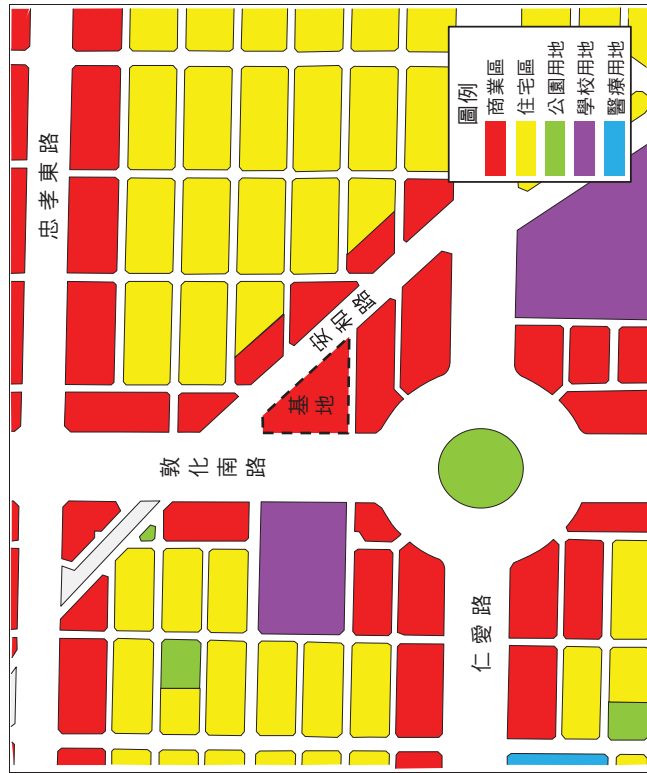 忠孝東路
敦化南路
安和路
基地
仁愛路
圖例
商業區
住宅區
公園用地
學校用地
醫療用地